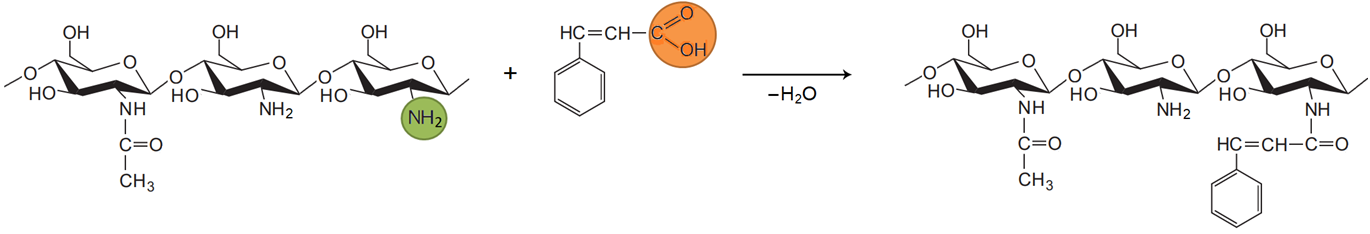 OH OH OH
O O O O O O
HO HO HO
NH NH2 NH2
C=O
CH3
+
HC=CH–C
O
OH
–H2O
OH OH OH
O O O O O O
HO HO HO
NH NH2 NH
C=O HC=CH–C=O
CH3